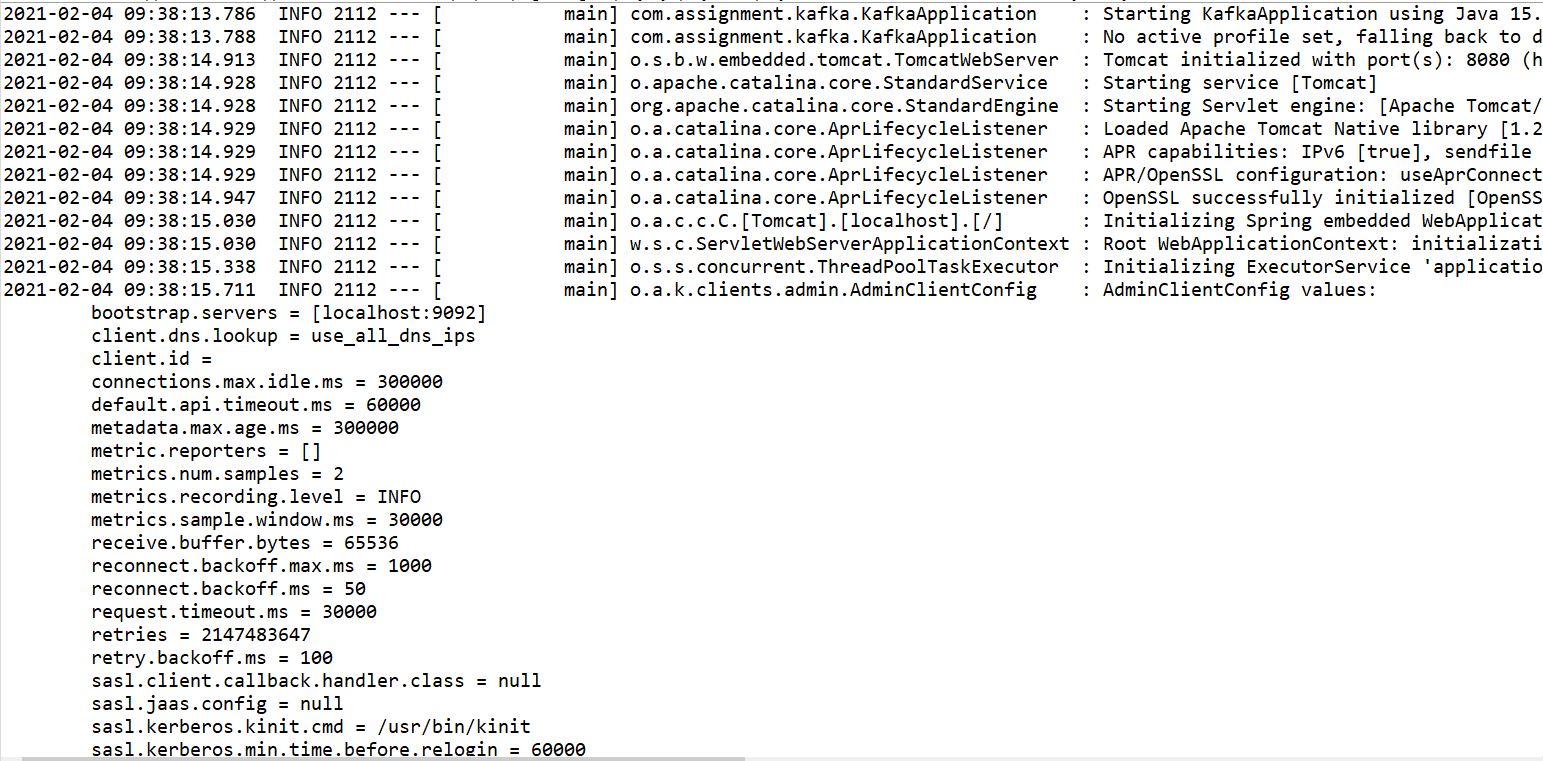 2021-02-04 09:38:13.786  INFO 2112 --- [           main] com.assignment.kafka.KafkaApplication    : Starting KafkaApplication using Java 15.
2021-02-04 09:38:13.788  INFO 2112 --- [           main] com.assignment.kafka.KafkaApplication    : No active profile set, falling back to d
2021-02-04 09:38:14.913  INFO 2112 --- [           main] o.s.b.w.embedded.tomcat.TomcatWebServer  : Tomcat initialized with port(s): 8080 (h
2021-02-04 09:38:14.928  INFO 2112 --- [           main] o.apache.catalina.core.StandardService   : Starting service [Tomcat]
2021-02-04 09:38:14.928  INFO 2112 --- [           main] org.apache.catalina.core.StandardEngine  : Starting Servlet engine: [Apache Tomcat/
2021-02-04 09:38:14.929  INFO 2112 --- [           main] o.a.catalina.core.AprLifecycleListener   : Loaded Apache Tomcat Native library [1.2
2021-02-04 09:38:14.929  INFO 2112 --- [           main] o.a.catalina.core.AprLifecycleListener   : APR capabilities: IPv6 [true], sendfile
2021-02-04 09:38:14.929  INFO 2112 --- [           main] o.a.catalina.core.AprLifecycleListener   : APR/OpenSSL configuration: useAprConnect
2021-02-04 09:38:14.947  INFO 2112 --- [           main] o.a.catalina.core.AprLifecycleListener   : OpenSSL successfully initialized [OpenSS
2021-02-04 09:38:15.030  INFO 2112 --- [           main] o.a.c.c.C.[Tomcat].[localhost].[/]       : Initializing Spring embedded WebApplicat
2021-02-04 09:38:15.030  INFO 2112 --- [           main] w.s.c.ServletWebServerApplicationContext : Root WebApplicationContext: initializati
2021-02-04 09:38:15.338  INFO 2112 --- [           main] o.s.s.concurrent.ThreadPoolTaskExecutor  : Initializing ExecutorService 'applicatio
2021-02-04 09:38:15.711  INFO 2112 --- [           main] o.a.k.clients.admin.AdminClientConfig    : AdminClientConfig values:
bootstrap.servers = [localhost:9092]
client.dns.lookup = use_all_dns_ips
client.id =
connections.max.idle.ms = 300000
default.api.timeout.ms = 60000
metadata.max.age.ms = 300000
metric.reporters = []
metrics.num.samples = 2
metrics.recording.level = INFO
metrics.sample.window.ms = 30000
receive.buffer.bytes = 65536
reconnect.backoff.max.ms = 1000
reconnect.backoff.ms = 50
request.timeout.ms = 30000
retries = 2147483647
retry.backoff.ms = 100
sasl.client.callback.handler.class = null
sasl.jaas.config = null
sasl.kerberos.kinit.cmd = /usr/bin/kinit
sasl.kerberos.min.time.before.relogin = 60000